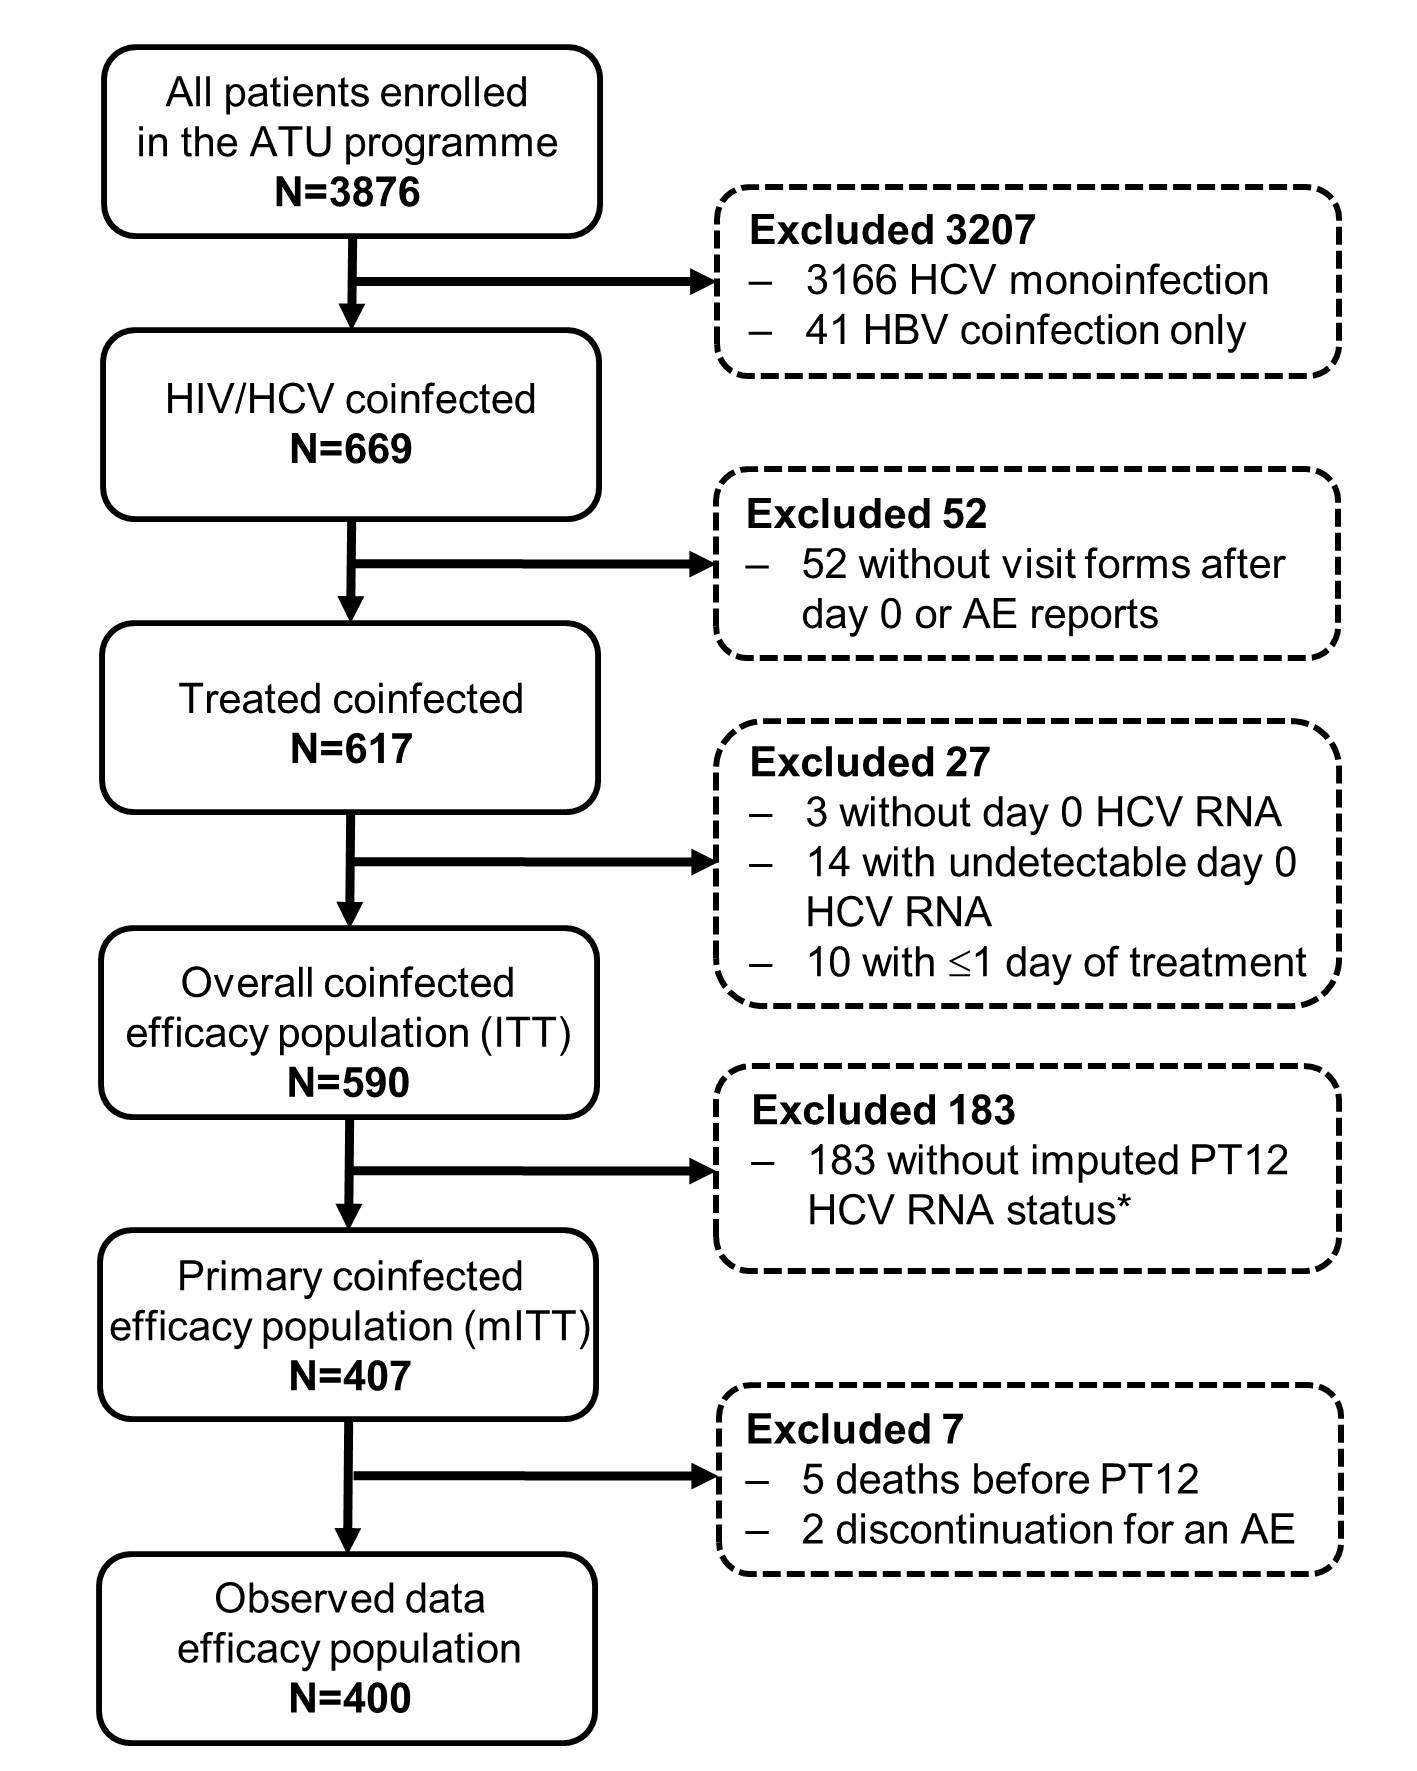 All patients enrolled
in the ATU programme
N=3876
Excluded 3207
– 3166 HCV monoinfection
– 41 HBV coinfection only
HIV/HCV coinfected
N=669
Excluded 52
– 52 without visit forms after
day 0 or AE reports
Treated coinfected
N=617
Excluded 27
– 3 without day 0 HCV RNA
– 14 with undetectable day 0
HCV RNA
– 10 with ≤1 day of treatment
Overall coinfected
efficacy population (ITT)
N=590
Excluded 183
– 183 without imputed PT12
HCV RNA status*
Primary coinfected
efficacy population (mITT)
N=407
Excluded 7
– 5 deaths before PT12
– 2 discontinuation for an AE
Observed data
efficacy population
N=400